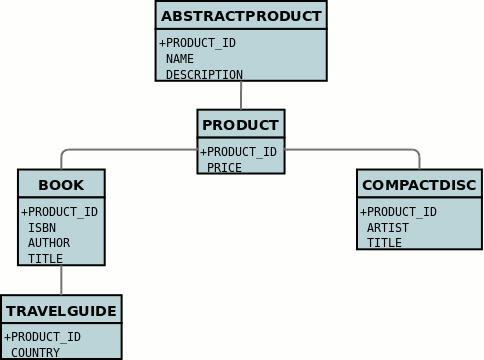 ABSTRACTPRODUCT
+PRODUCT_ID
NAME
DESCRIPTION
PRODUCT
+PRODUCT_ID
PRICE
BOOK
+PRODUCT_ID
ISBN
AUTHOR
TITLE
COMPACTDISC
+PRODUCT_ID
ARTIST
TITLE
TRAVELGUIDE
+PRODUCT_ID
COUNTRY